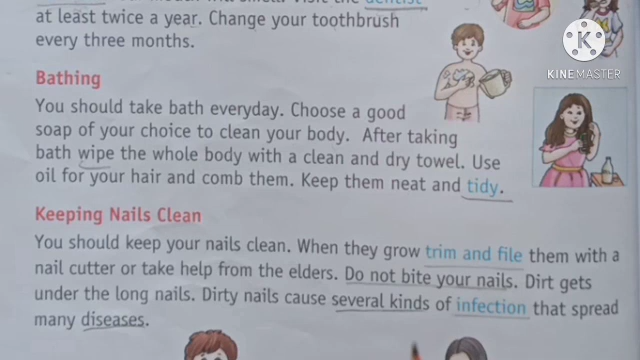 dentist
at least twice a year. Change your toothbrush
every three months.
Bathing
You should take bath everyday. Choose a good
soap of your choice to clean your body. After taking
bath wipe the whole body with a clean and dry towel. Use
oil for your hair and comb them. Keep them neat and tidy.
Keeping Nails Clean
You should keep your nails clean. When they grow trim and file them with a
nail cutter or take help from the elders. Do not bite your nails. Dirt gets
under the long nails. Dirty nails cause several kinds of infection that spread
many diseases.
K
KINEMASTER